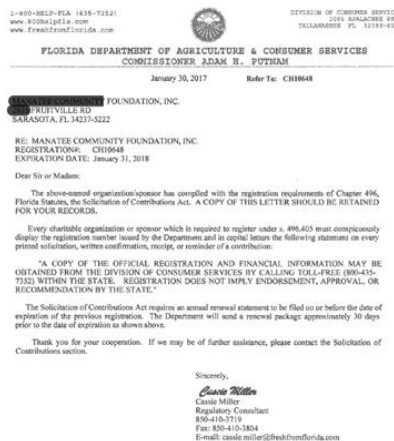 1-800-HELP-FLA (435-7352)
www.800helpfla.com
www.freshfromflorida.com
DIVISION OF CONSUMER
2005 APALACHEE
TALLAHASSEE, FL
FLORIDA DEPARTMENT OF AGRICULTURE & CONSUMER SERVICES
COMMISSIONER ADAM H. PUTNAM
January 30, 2017
Refer To: CH10648
MANATEE COMMUNITY FOUNDATION, INC.
FRUITVILLE RD
SARASOTA, FL 34237-5222
RE: MANATEE COMMUNITY FOUNDATION, INC.
REGISTRATION#: CH10648
EXPIRATION DATE: January 31, 2018
Dear Sir or Madam:
The above-named organization/sponsor has complied with the registration requirements of Chapter 496,
Florida Statutes, the Solicitation of Contributions Act. A COPY OF THIS LETTER SHOULD BE RETAINED
FOR YOUR RECORDS.
Every charitable organization or sponsor which is required to register under s. 496.405 must conspicuously
display the registration number issued by the Department and in capital letters the following statement on every
printed solicitation, written confirmation, receipt, or reminder of a contribution:
"A COPY OF THE OFFICIAL REGISTRATION AND FINANCIAL INFORMATION MAY BE
OBTAINED FROM THE DIVISION OF CONSUMER SERVICES BY CALLING TOLL-FREE (800-435-
7352) WITHIN THE STATE. REGISTRATION DOES NOT IMPLY ENDORSEMENT, APPROVAL, OR
RECOMMENDATION BY THE STATE."
The Solicitation of Contributions Act requires an annual renewal statement to be filed on or before the date of
expiration of the previous registration. The Department will send a renewal package approximately 30 days
prior to the date of expiration as shown above.
Thank you for your cooperation. If we may be of further assistance, please contact the Solicitation of
Contributions section.
Sincerely,
Cassie Miller
Cassie Miller
Regulatory Consultant
850-410-3719
Fax: 850-410-3804
E-mail: cassie.miller@freshfromflorida.com